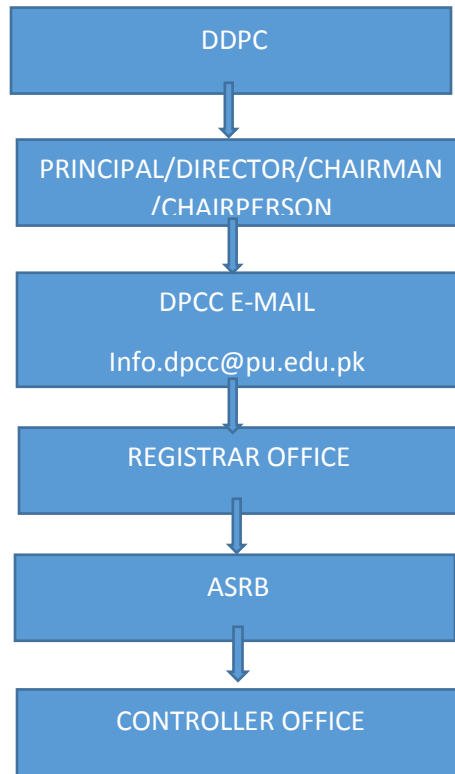 DDPC
PRINCIPAL/DIRECTOR/CHAIRMAN
/CHAIRPERSON
DPCC E-MAIL
Info.dpcc@pu.edu.pk
REGISTRAR OFFICE
ASRB
CONTROLLER OFFICE